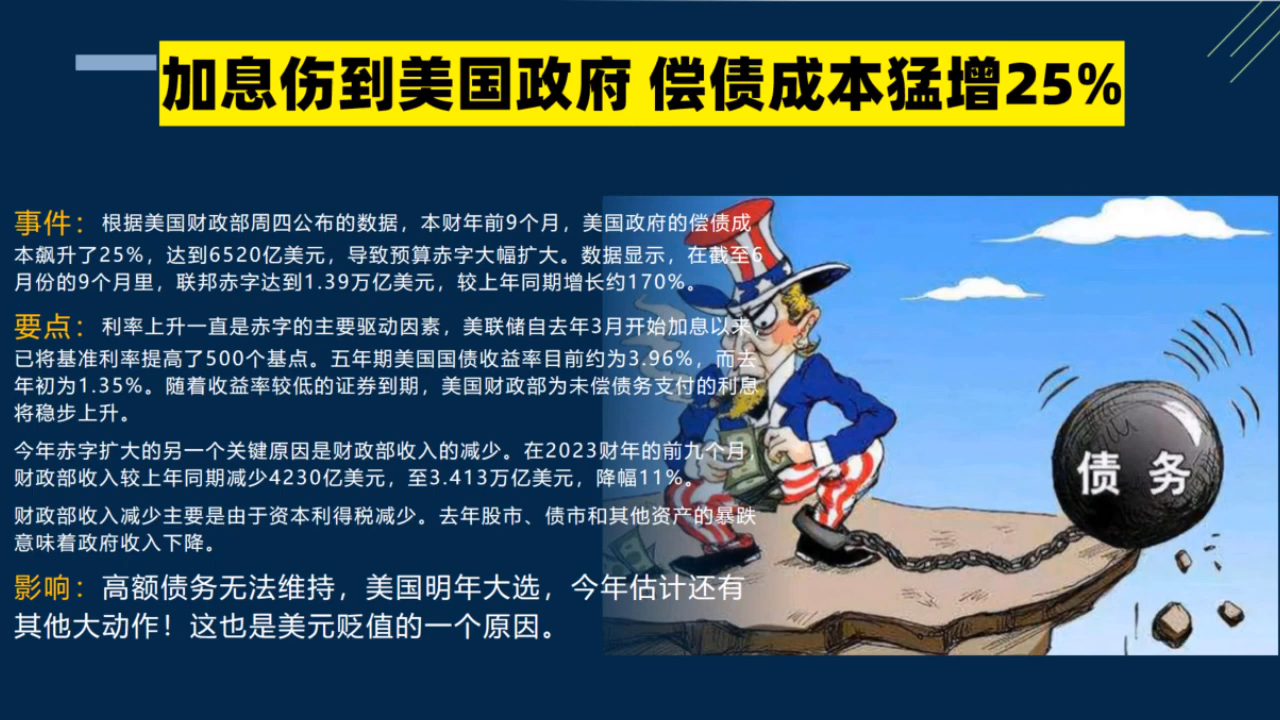 加息伤到美国政府 偿债成本猛增25%
事件：根据美国财政部周四公布的数据，本财年前9个月，美国政府的偿债成
本飙升了25%，达到6520亿美元，导致预算赤字大幅扩大。数据显示，在截至6
月份的9个月里，联邦赤字达到1.39万亿美元，较上年同期增长约170%。
要点：利率上升一直是赤字的主要驱动因素，美联储自去年3月开始加息以来，
已将基准利率提高了500个基点。五年期美国国债收益率目前约为3.96%，而去
年初为1.35%。随着收益率较低的证券到期，美国财政部为未偿债务支付的利息
将稳步上升。
今年赤字扩大的另一个关键原因是财政部收入的减少。在2023财年的前九个月，
财政部收入较上年同期减少4230亿美元，至3.413万亿美元，降幅11%。
财政部收入减少主要是由于资本利得税减少。去年股市、债市和其他资产的暴跌
意味着政府收入下降。
影响：高额债务无法维持，美国明年大选，今年估计还有
其他大动作！这也是美元贬值的一个原因。
债务